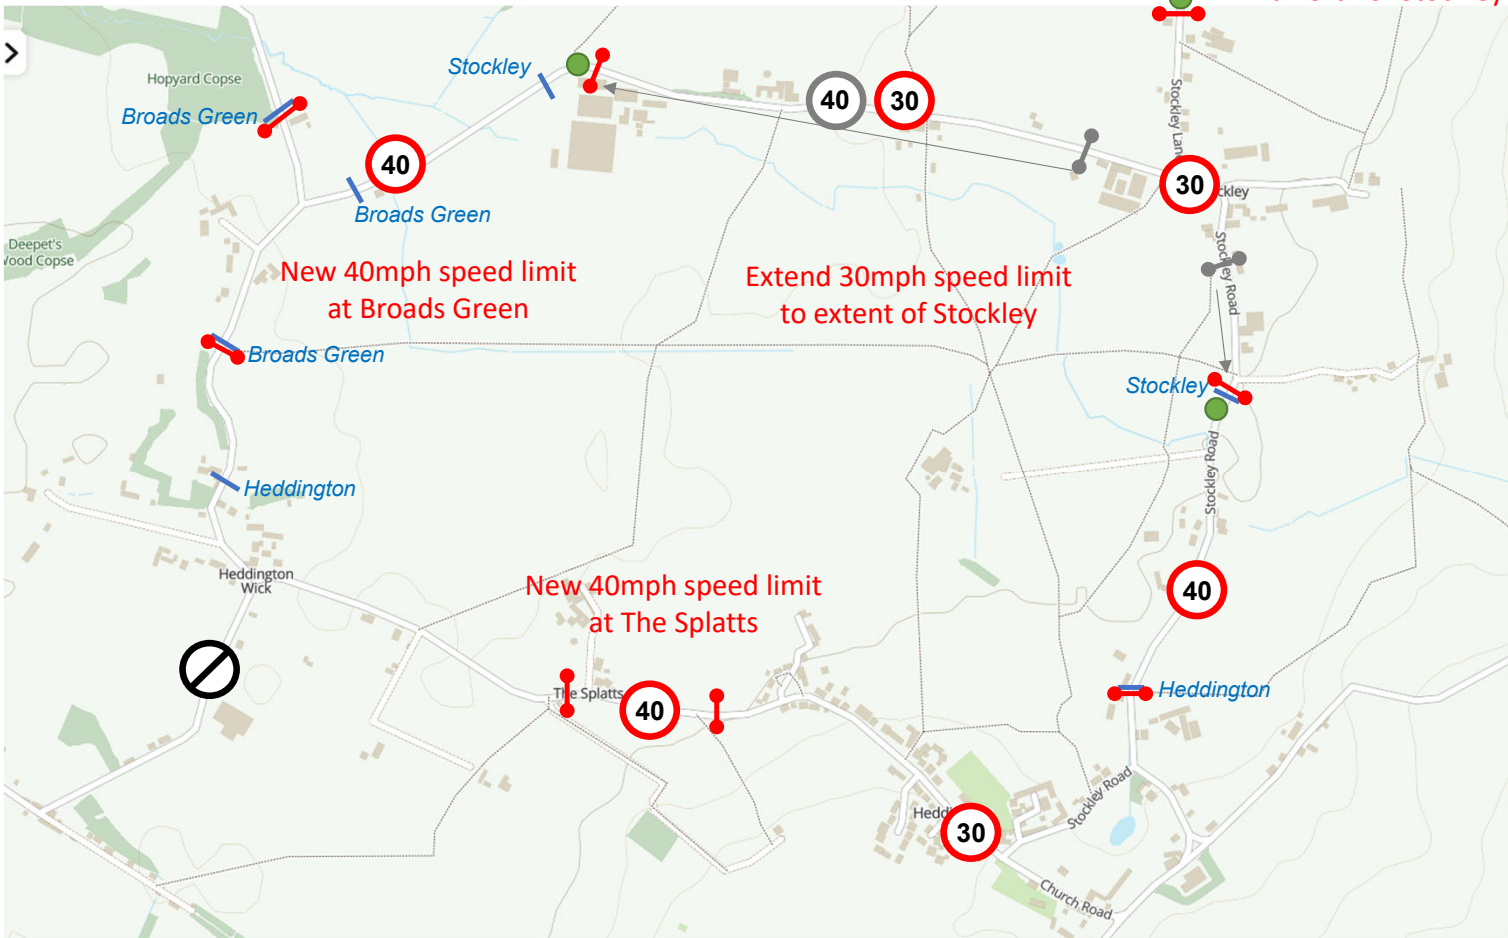 Stockley
Hopyard Copse
Broads Green
40
30
Stockley Lane
40
30
Stockley
Broads Green
Deepet's
Wood Copse
New 40mph speed limit
at Broads Green
Extend 30mph speed limit
to extent of Stockley
Stockley Road
Broads Green
Stockley
Stockley Road
Heddington
Heddington
Wick
New 40mph speed limit
at The Splatts
40
The Splatts
40
Heddington
Stockley Road
30
Church Road